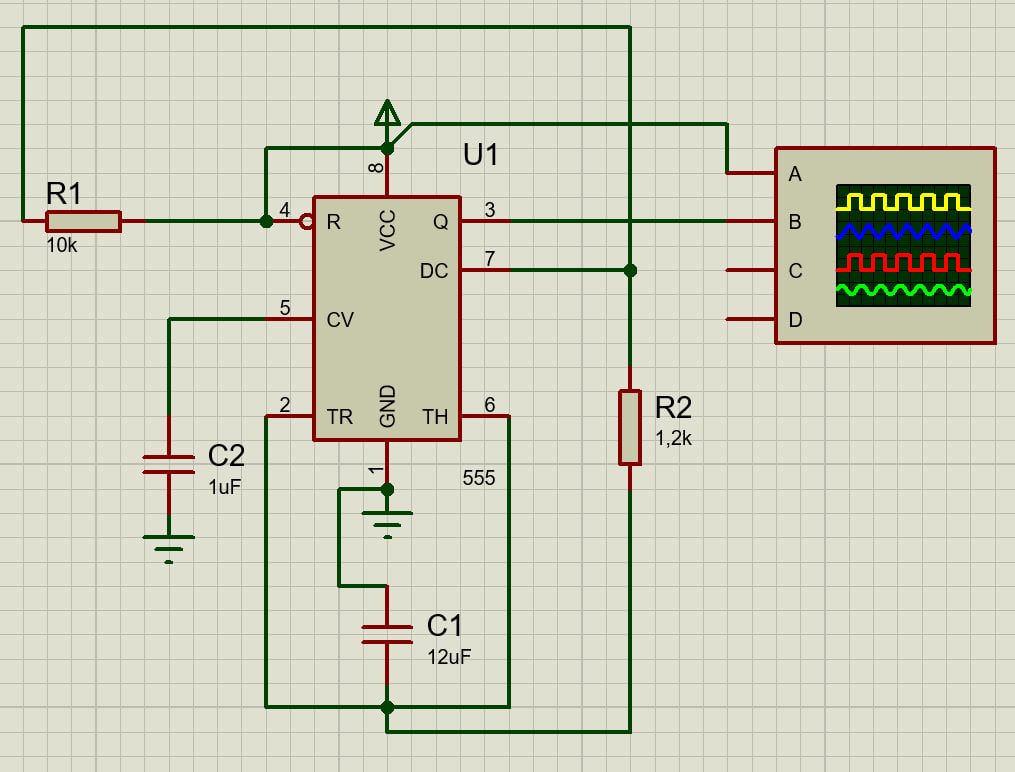 U1
8
R1
10k
4
R
VCC
Q
3
DC
7
5
CV
2
TR
GND
TH
6
1
555
C2
1uF
R2
1,2k
C1
12uF
A
B
C
D